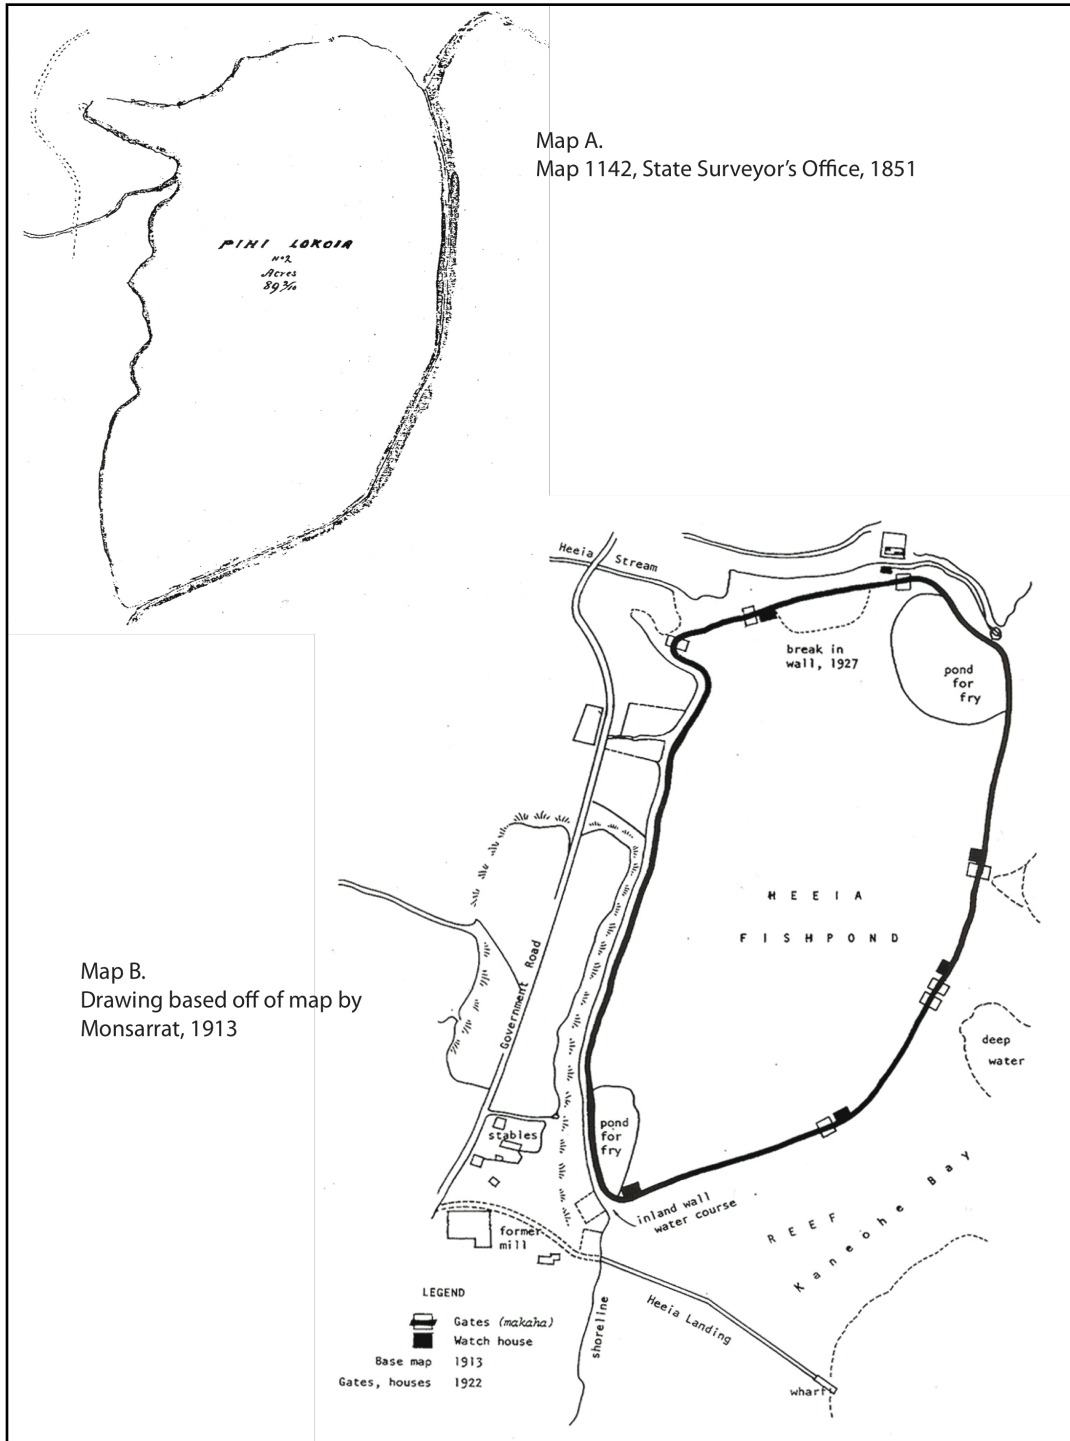 Map A.
Map 1142, State Surveyor's Office, 1851
PIHI LOKOIA
Nº2
Acres
89 3/10
Heeia Stream
break in
wall, 1927
pond
for
fry
HEEIA
FISHPOND
Map B.
Drawing based off of map by
Monsarrat, 1913
Government Road
deep
water
stables
pond
for
fry
inland wall
water course
REEF
Kaneohe Bay
former
mill
LEGEND
Gates (makaha)
Watch house
Base map 1913
Gates, houses 1922
shoreline
Heeia Landing
wharf